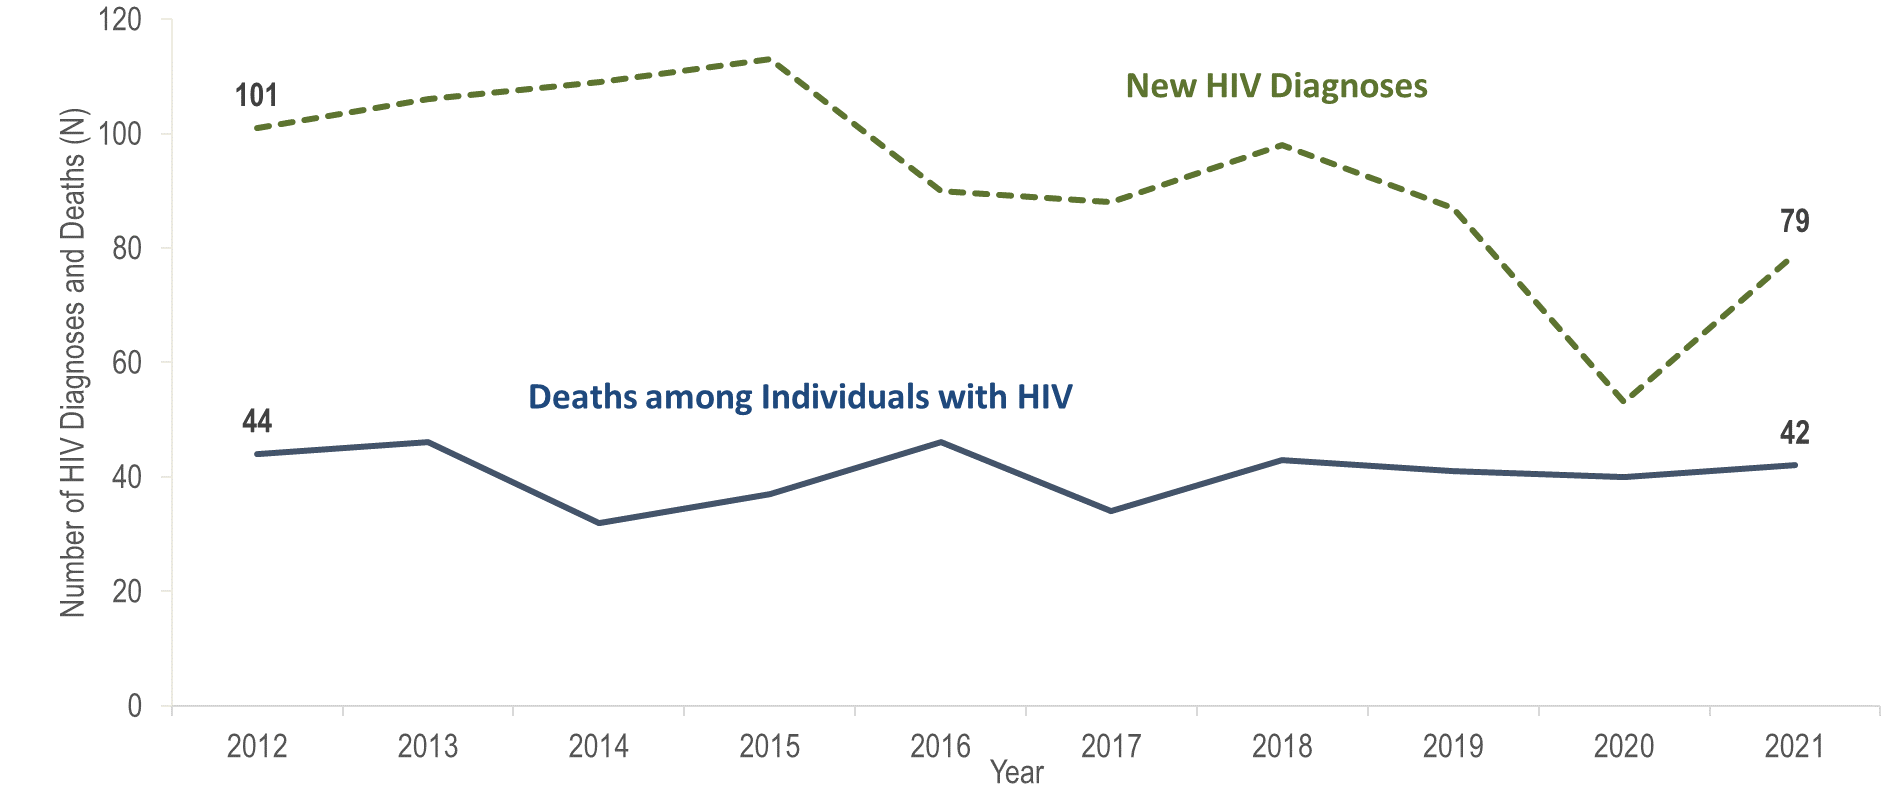 Number of HIV Diagnoses and Deaths (N)
120
100
80
60
40
20
0
New HIV Diagnoses
101
79
Deaths among Individuals with HIV
44
42
2012 2013 2014 2015 2016 2017 2018 2019 2020 2021
Year